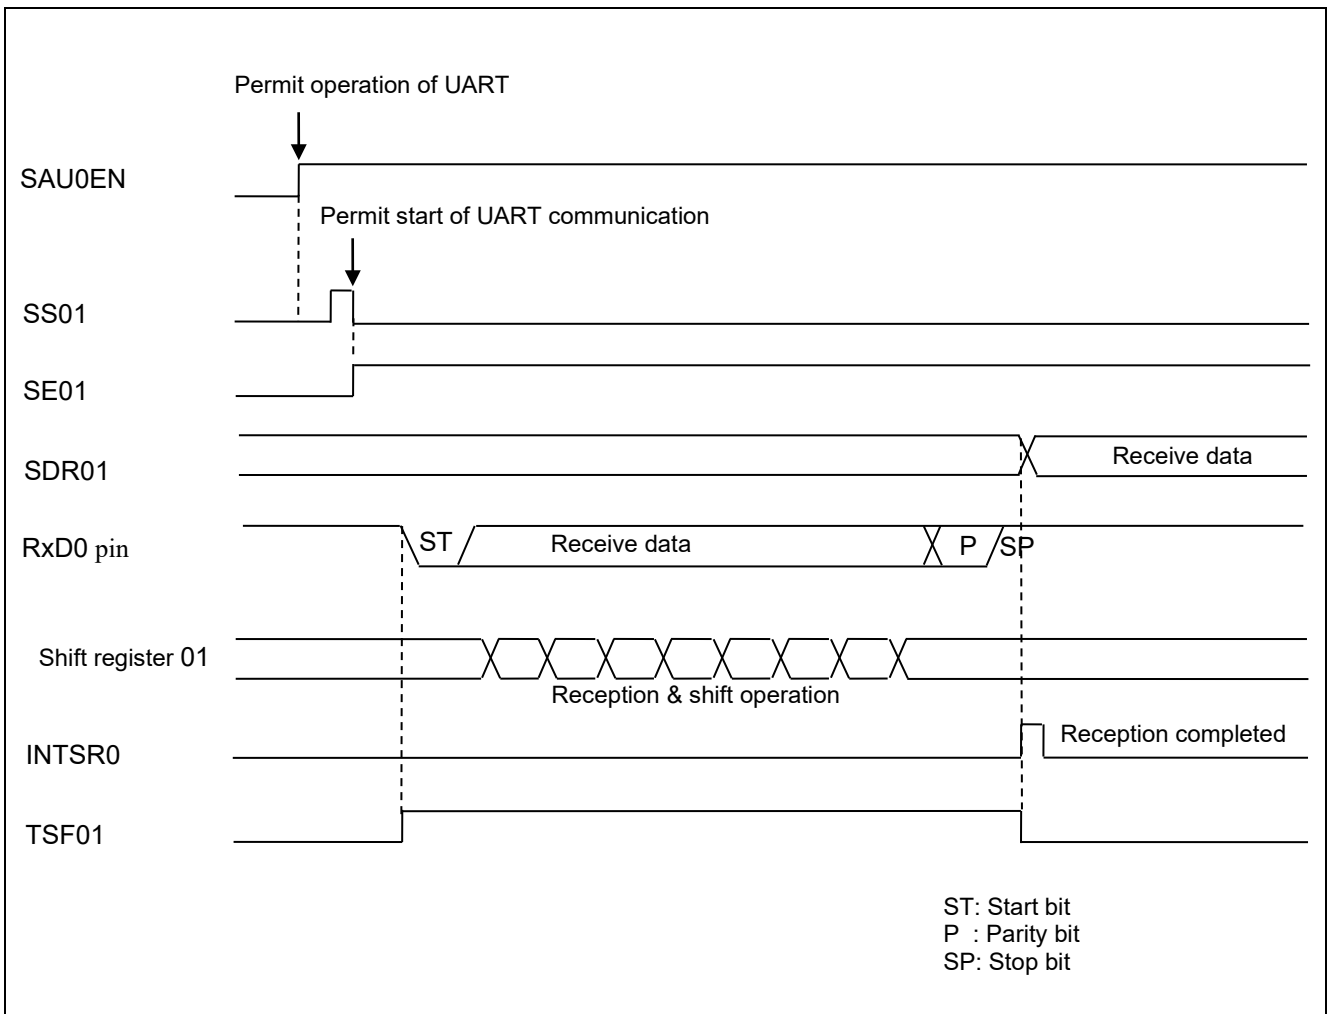 Permit operation of UART
SAU0EN
Permit start of UART communication
SS01
SE01
SDR01
Receive data
RxD0 pin
ST
Receive data
P
SP
Shift register 01
Reception & shift operation
INTSR0
Reception completed
TSF01
ST: Start bit
P : Parity bit
SP: Stop bit